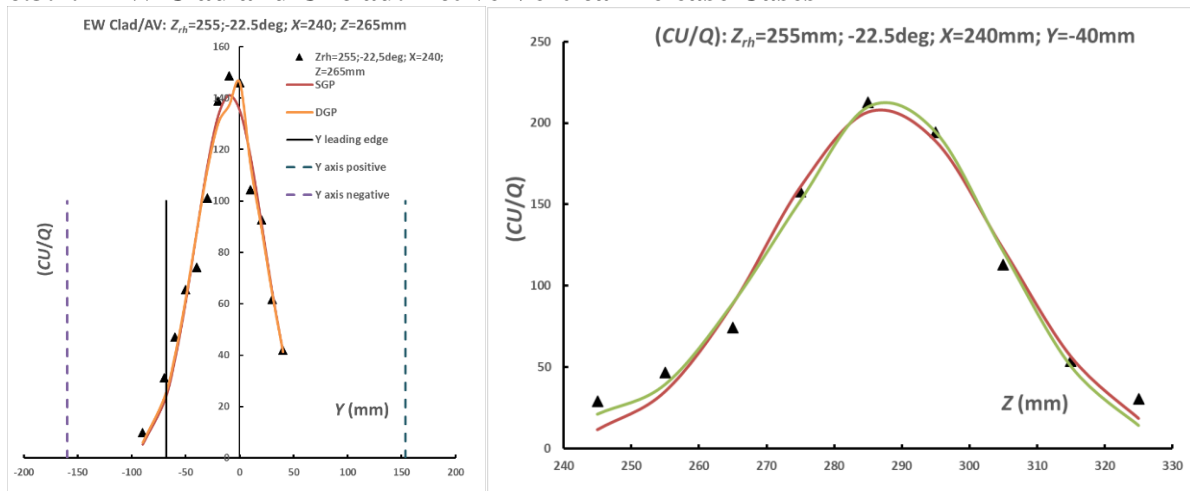 EW Clad/AV: Zrh=255;-22.5deg; X=240; Z=265mm
160
140
120
100
80
60
40
20
0
Zrh=255;-22,5deg; X=240;
Z=265mm
SGP
DGP
Y leading edge
Y axis positive
Y axis negative
(CU/Q)
Y (mm)
-200 -150 -100 -50 0 50 100 150 200
(CU/Q): Zrh=255mm; -22.5deg; X=240mm; Y=-40mm
250
200
150
100
50
0
(CU/Q)
Z (mm)
240 250 260 270 280 290 300 310 320 330